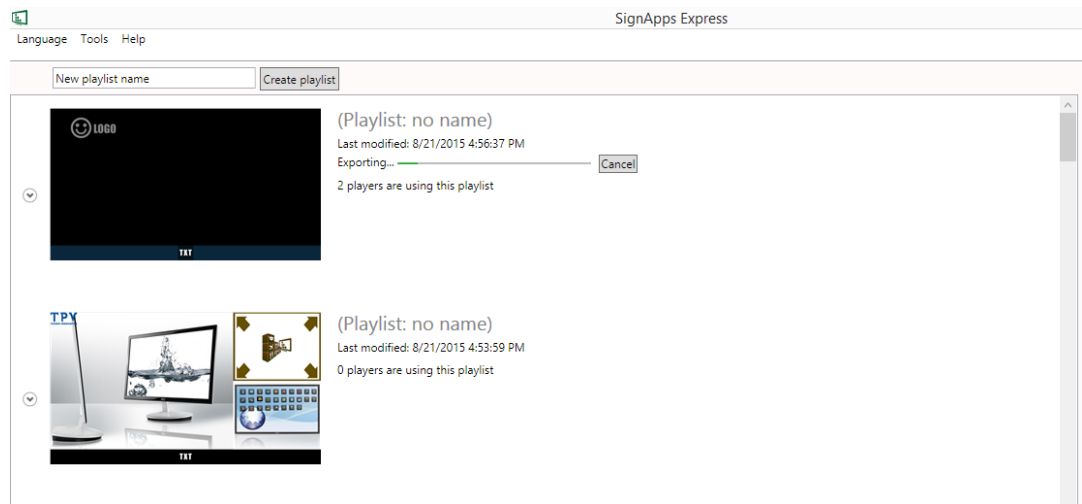 SignApps Express
Language Tools Help
New playlist name Create playlist
LOGO
TXT
(Playlist: no name)
Last modified: 8/21/2015 4:56:37 PM
Exporting... Cancel
2 players are using this playlist
TPV
TXT
(Playlist: no name)
Last modified: 8/21/2015 4:53:59 PM
0 players are using this playlist